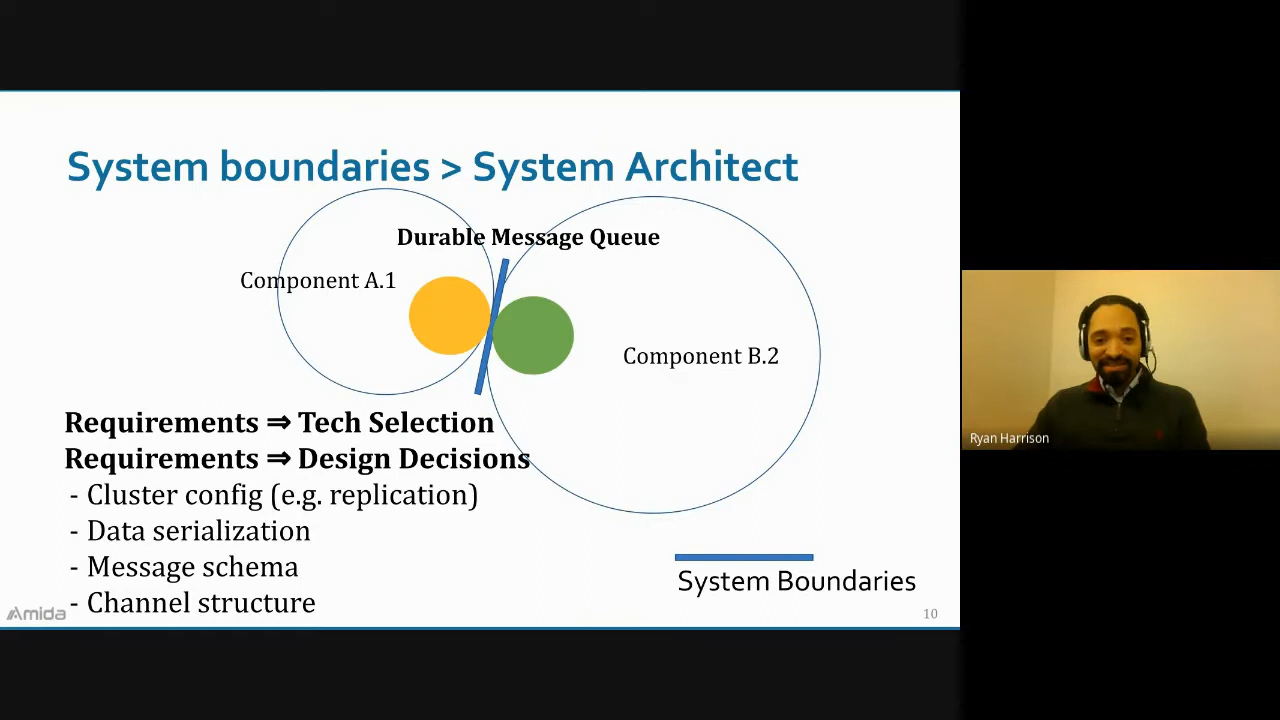 System boundaries > System Architect
Durable Message Queue
Component A.1
Component B.2
Requirements ⇒ Tech Selection
Requirements ⇒ Design Decisions
- Cluster config (e.g. replication)
- Data serialization
- Message schema
- Channel structure
System Boundaries
Amida
10
Ryan Harrison